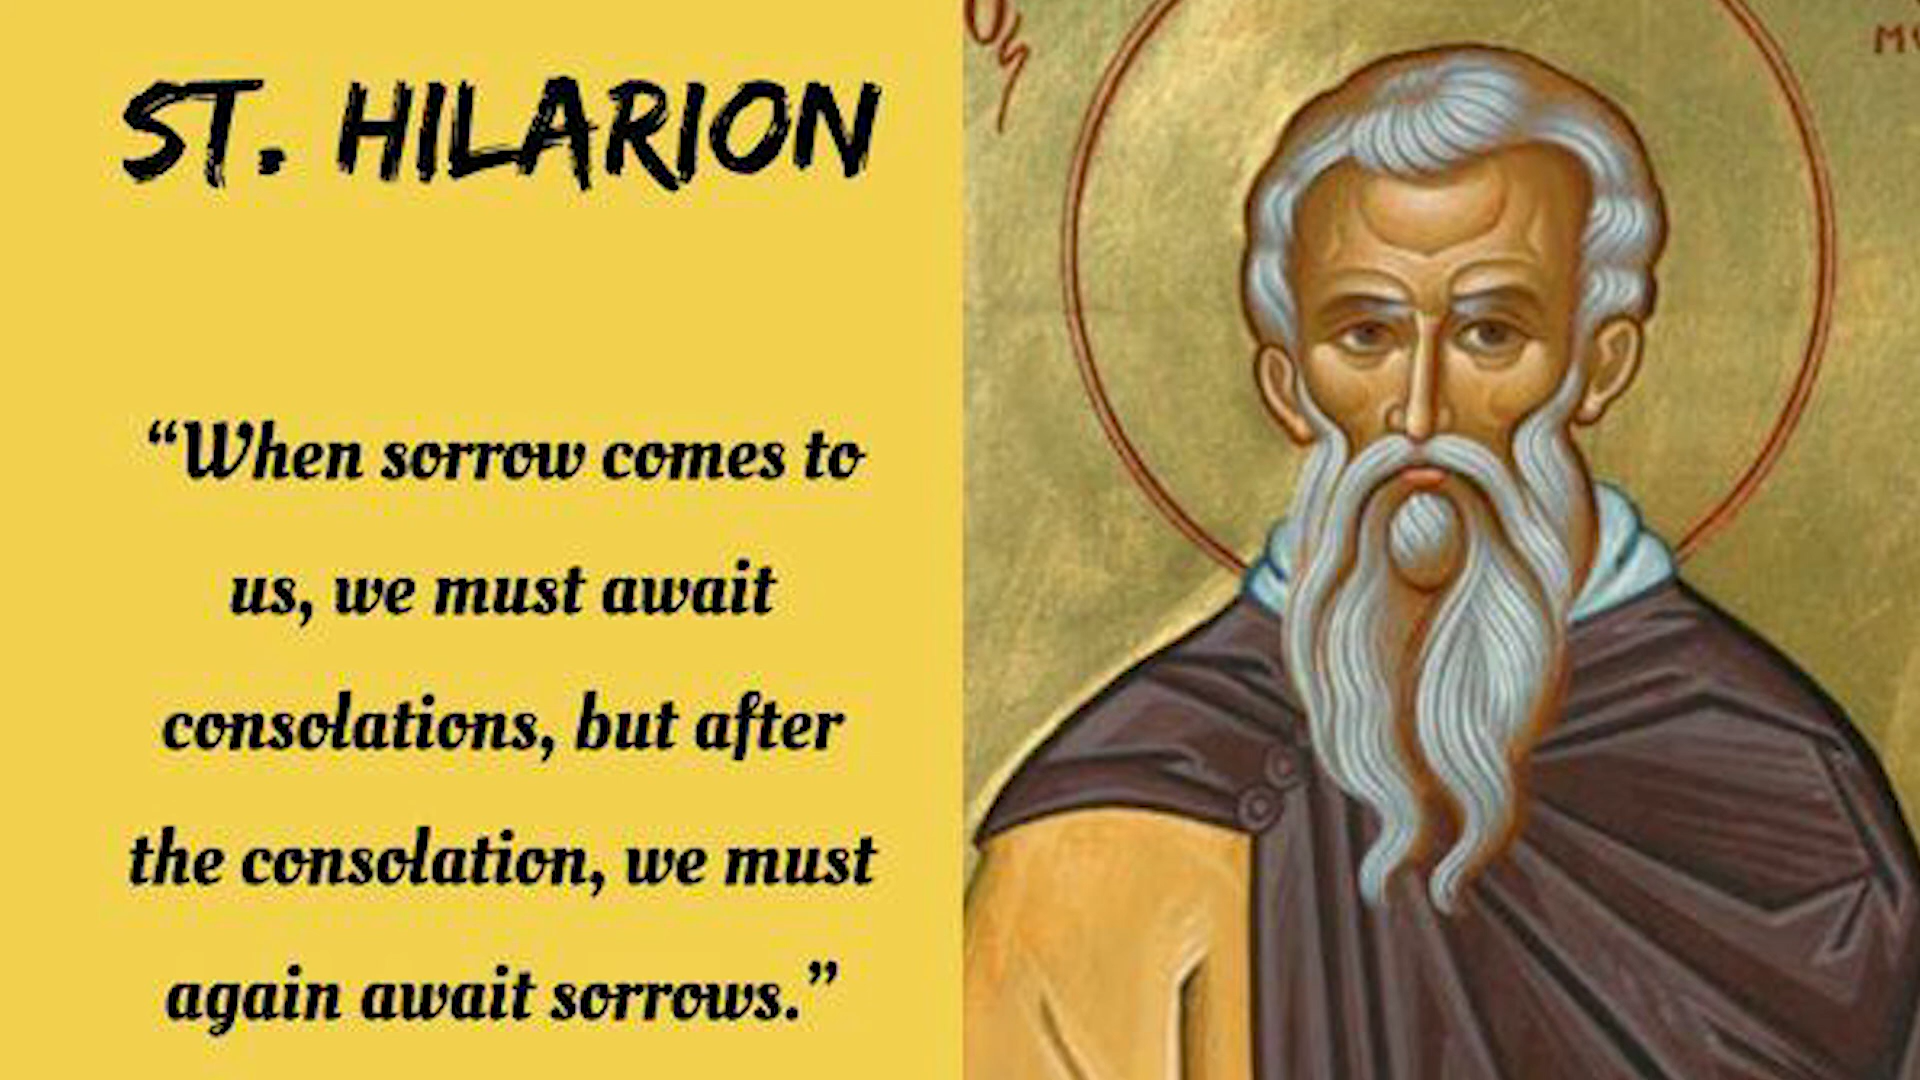 ST. HILARION
“When sorrow comes to
us, we must await
consolations, but after
the consolation, we must
again await sorrows.”